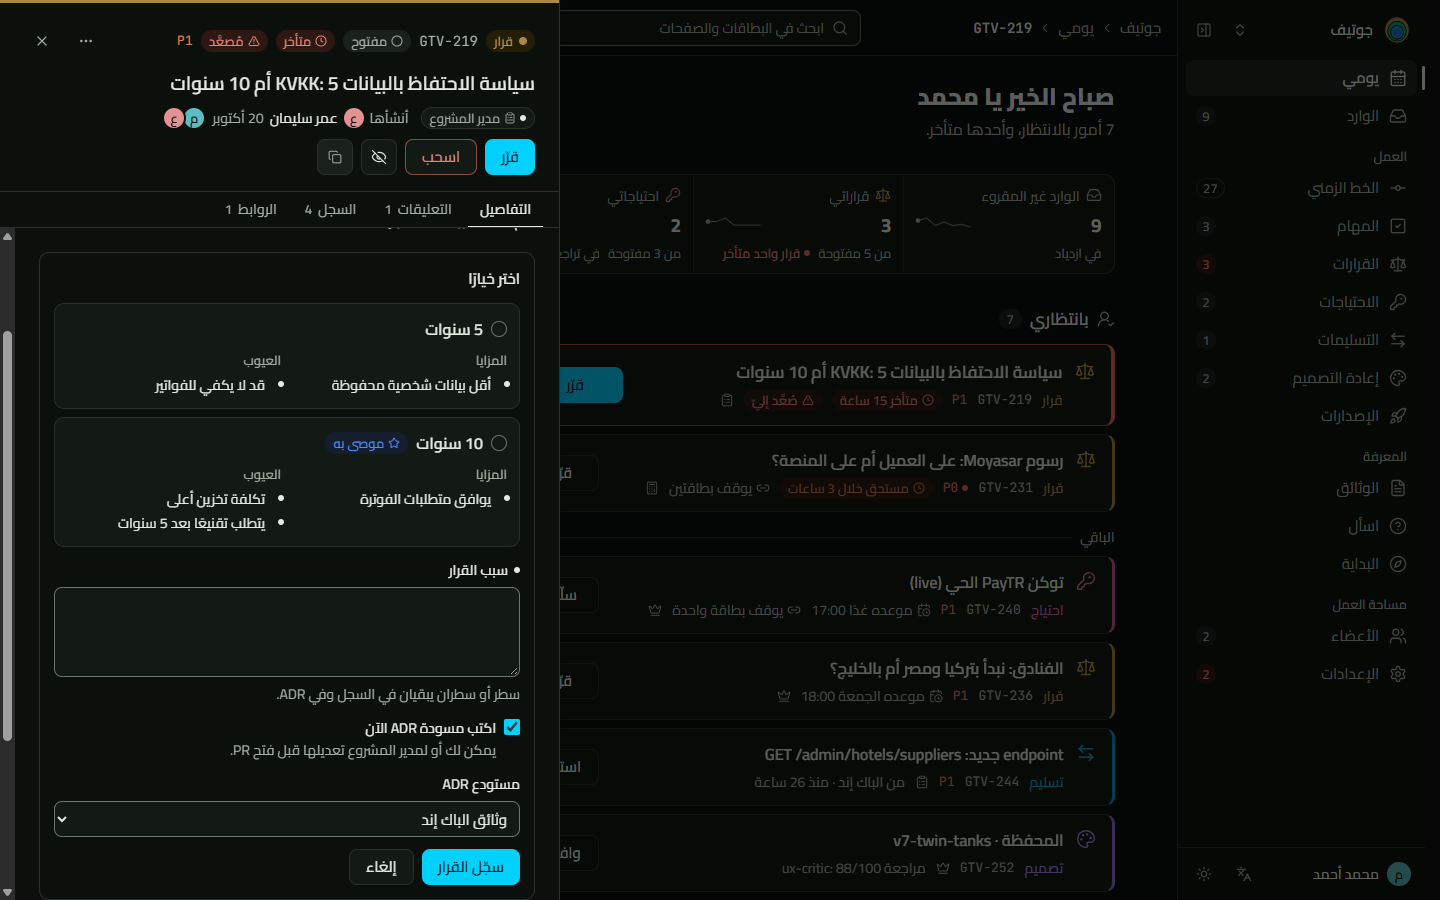 جوتيف
يومي
الوارد 9
العمل
الخط الزمني 27
المهام 3
القرارات 3
الاحتياجات 2
التسليمات 1
إعادة التصميم 2
الإصدارات
المعرفة
الوثائق
اسأل
البداية
مساحة العمل
الأعضاء 2
الإعدادات 2
م محمد أحمد
جوتيف › يومي › GTV-219
ابحث في البطاقات والصفحات
صباح الخير يا محمد
7 أمور بالانتظار، وأحدها متأخر.
الوارد غير المقروء
9
في ازدياد
قراراتي
3
من 5 مفتوحة • قرار واحد متأخر
احتياجاتي
2
من 3 مفتوحة في
بانتظاري 7
سياسة الاحتفاظ بالبيانات KVKK: 5 أم 10 سنوات
قرار GTV-219 P1 متأخر 15 ساعة صُعّد إليّ
قرّر
رسوم Moyasar: على العميل أم على المنصة؟
قرار GTV-231 P0 مستحق خلال 3 ساعات يوقف بطاقتين
الباقي
توكن PayTR الحي (live)
احتياج GTV-240 P1 موعده غدًا 17:00 يوقف بطاقة واحدة
الفنادق: نبدأ بتركيا ومصر أم بالخليج؟
قرار GTV-236 P1 موعده الجمعة 18:00
endpoint جديد: GET /admin/hotels/suppliers
تسليم GTV-244 P1 من الباك إند · منذ 26 ساعة
المحفظة · v7-twin-tanks
تصميم GTV-252 مراجعة ux-critic: 88/100
قرار GTV-219 مفتوح متأخر مُصعَّد P1
سياسة الاحتفاظ بالبيانات KVKK: 5 أم 10 سنوات
مدير المشروع أنشأها ع عمر سليمان 20 أكتوبر م ع
قرّر اسحب
التفاصيل التعليقات 1 السجل 4 الروابط 1
اختر خيارًا
5 سنوات
المزايا العيوب
• أقل بيانات شخصية محفوظة • قد لا يكفي للفواتير
10 سنوات موصى به
المزايا العيوب
• يوافق متطلبات الفوترة • تكلفة تخزين أعلى
• يتطلب تقنيعًا بعد 5 سنوات
• سبب القرار
سطر أو سطران يبقيان في السجل وفي ADR.
اكتب مسودة ADR الآن
يمكن لك أو لمدير المشروع تعديلها قبل فتح PR.
مستودع ADR
وثائق الباك إند
سجّل القرار إلغاء